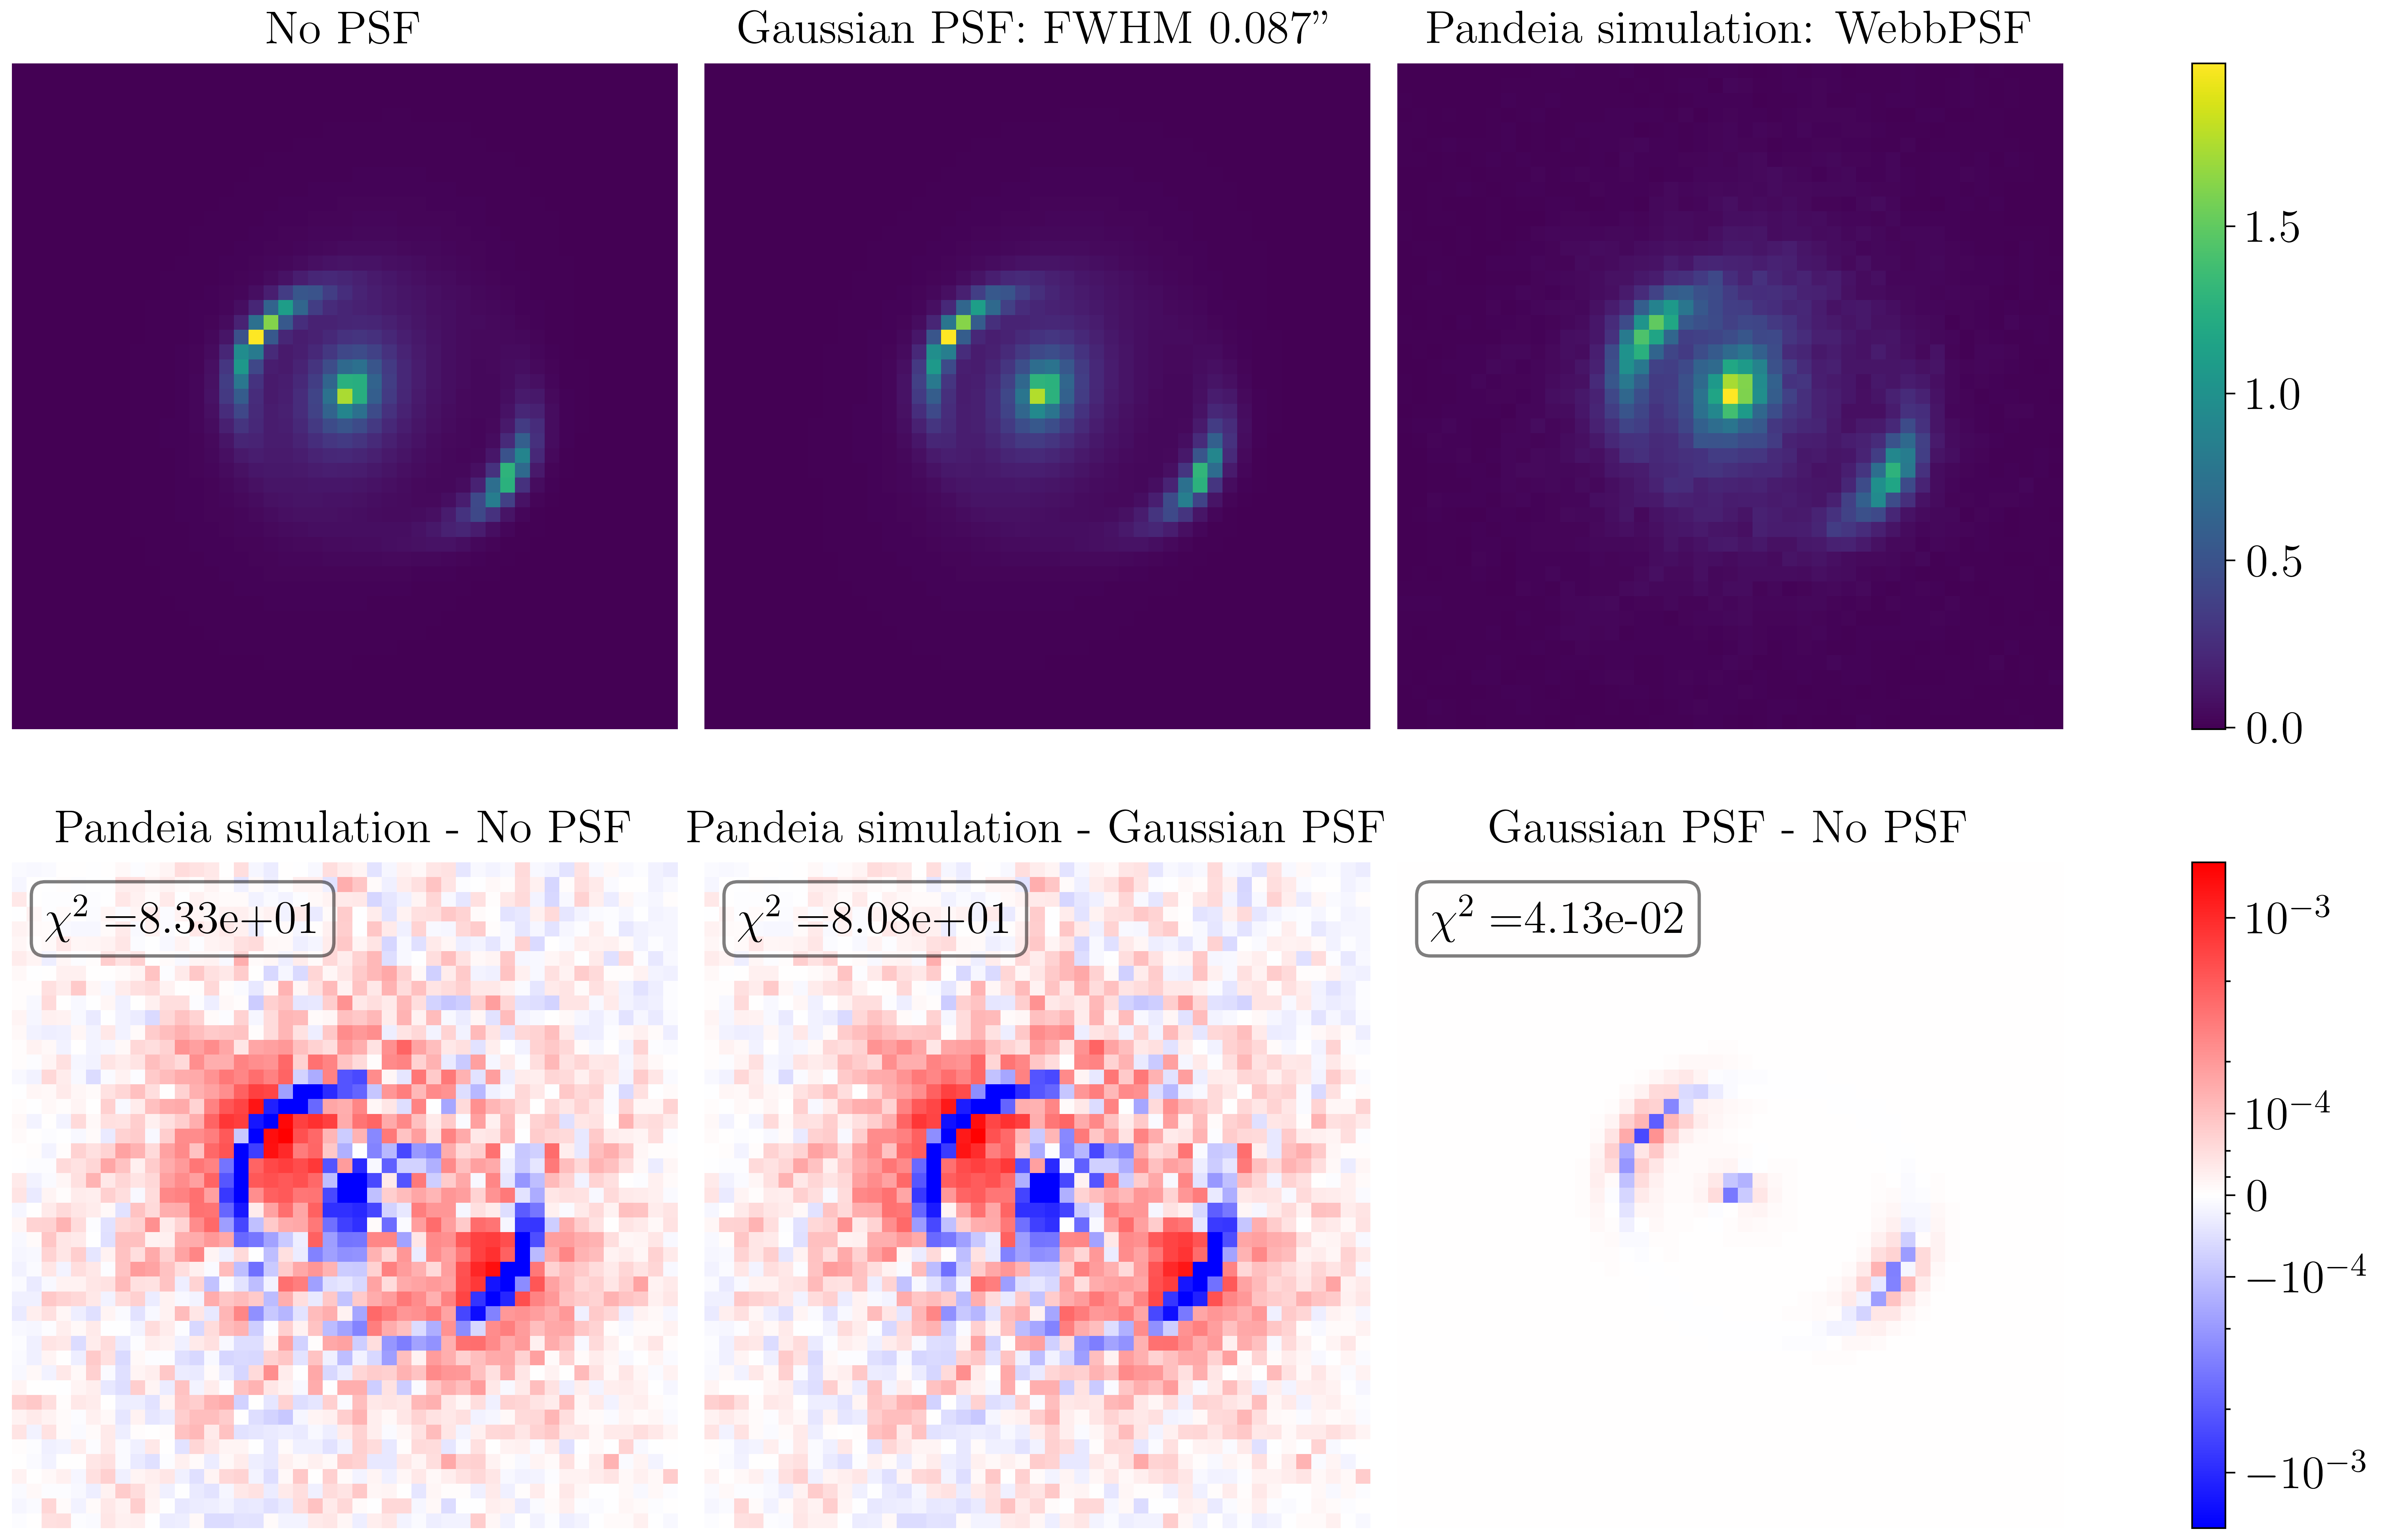 No PSF
Gaussian PSF: FWHM 0.087”
Pandeia simulation: WebbPSF
1.5
1.0
0.5
0.0
Pandeia simulation - No PSF
Pandeia simulation - Gaussian PSF
Gaussian PSF - No PSF
χ² =8.33e+01
χ² =8.08e+01
χ² =4.13e-02
10⁻³
10⁻⁴
0
−10⁻⁴
−10⁻³